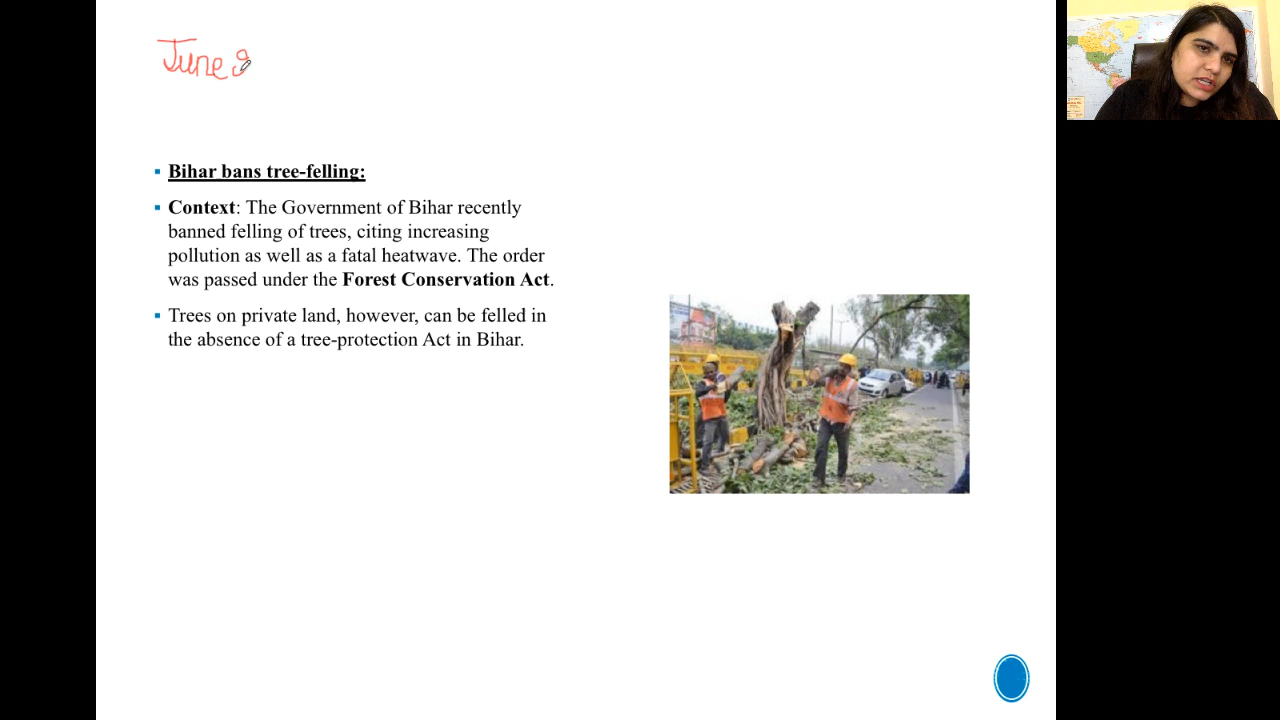 June 9
Bihar bans tree-felling:
Context: The Government of Bihar recently
banned felling of trees, citing increasing
pollution as well as a fatal heatwave. The order
was passed under the Forest Conservation Act.
Trees on private land, however, can be felled in
the absence of a tree-protection Act in Bihar.